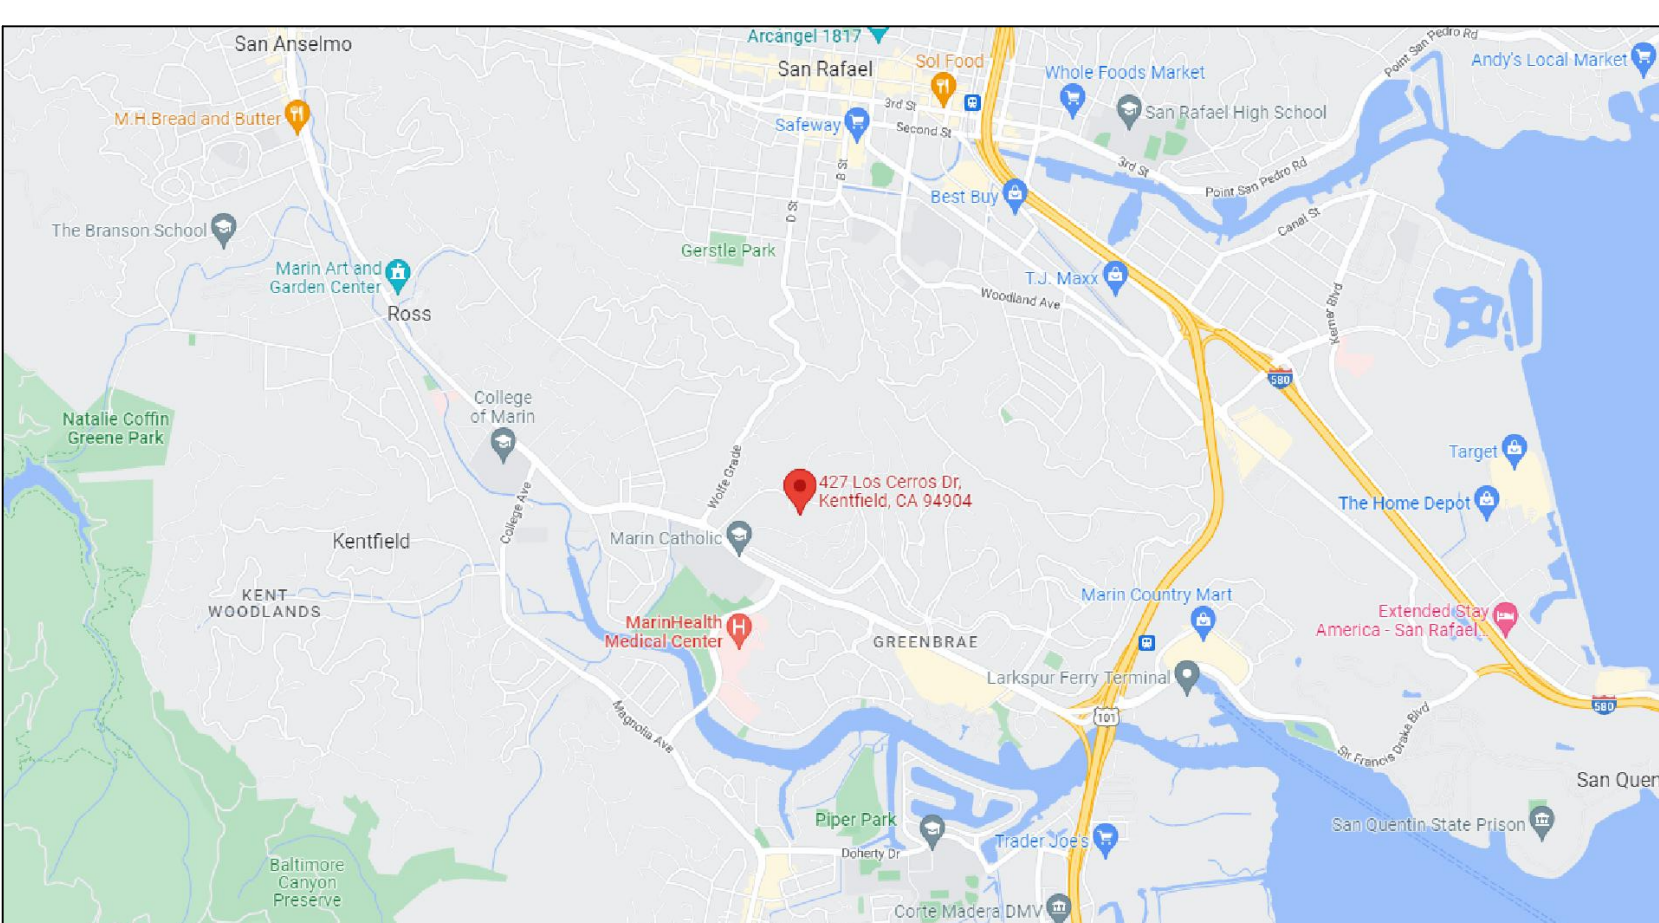 San Anselmo
Arcángel 1817
San Rafael
Sol Food
Whole Foods Market
Point San Pedro Rd
Andy's Local Market
M.H.Bread and Butter
Safeway
3rd St
Second St
San Rafael High School
3rd St
Point San Pedro Rd
B St
D St
Best Buy
Canal St
The Branson School
Gerstle Park
Marin Art and
Garden Center
T.J. Maxx
Woodland Ave
Kerner Blvd
Ross
580
College
of Marin
Natalie Coffin
Greene Park
Wolfe Grade
Target
427 Los Cerros Dr,
Kentfield, CA 94904
The Home Depot
College Ave
Kentfield
Marin Catholic
KENT
WOODLANDS
Marin Country Mart
MarinHealth
Medical Center
H
Extended Stay
America - San Rafael...
GREENBRAE
Larkspur Ferry Terminal
101
580
Magnolia Ave
Sir Francis Drake Blvd
San Quen
Piper Park
San Quentin State Prison
Trader Joe's
Doherty Dr
Baltimore
Canyon
Preserve
Corte Madera DMV